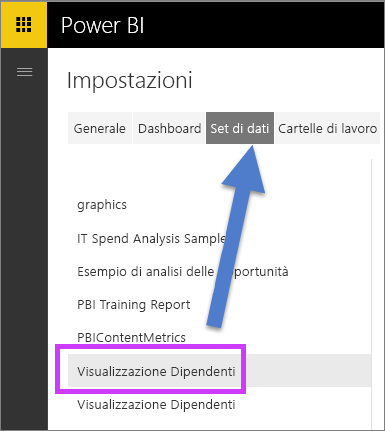 Power BI
Impostazioni
Generale Dashboard Set di dati Cartelle di lavoro
graphics
IT Spend Analysis Sample
Esempio di analisi delle opportunità
PBI Training Report
PBIContentMetrics
Visualizzazione Dipendenti
Visualizzazione Dipendenti